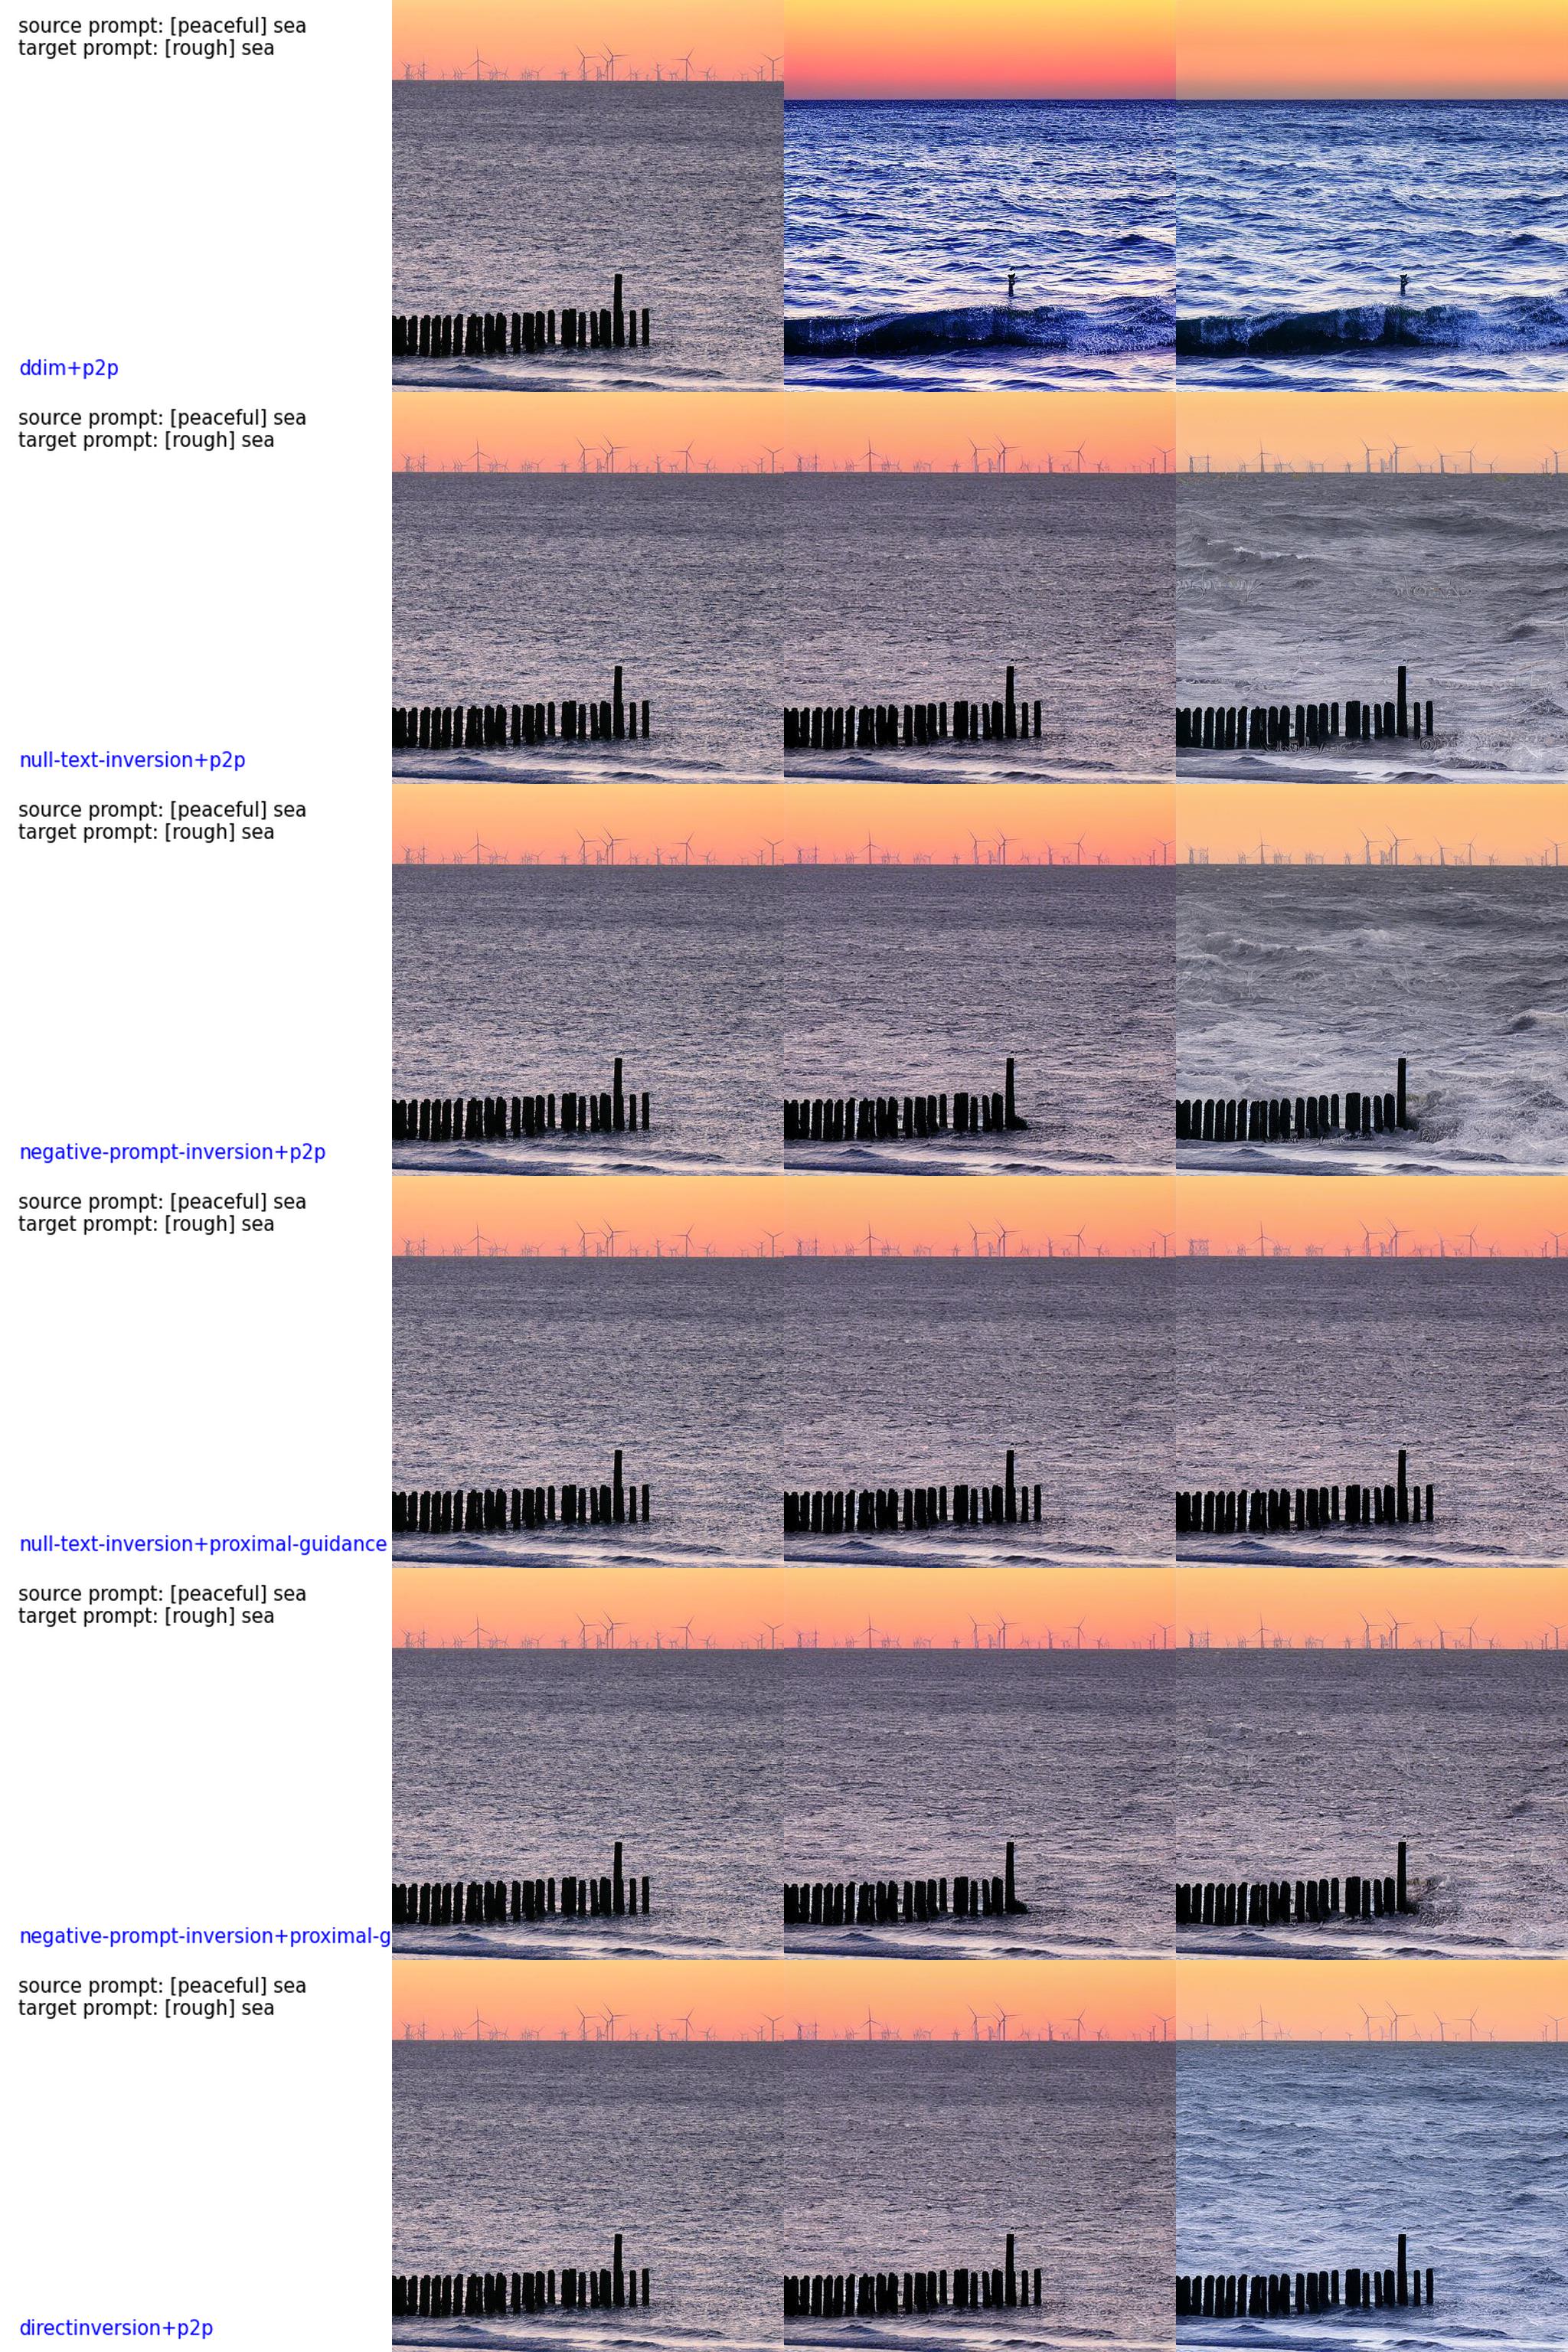 source prompt: [peaceful] sea
target prompt: [rough] sea
ddim+p2p
source prompt: [peaceful] sea
target prompt: [rough] sea
null-text-inversion+p2p
source prompt: [peaceful] sea
target prompt: [rough] sea
negative-prompt-inversion+p2p
source prompt: [peaceful] sea
target prompt: [rough] sea
null-text-inversion+proximal-guidance
source prompt: [peaceful] sea
target prompt: [rough] sea
negative-prompt-inversion+proximal-g
source prompt: [peaceful] sea
target prompt: [rough] sea
directinversion+p2p